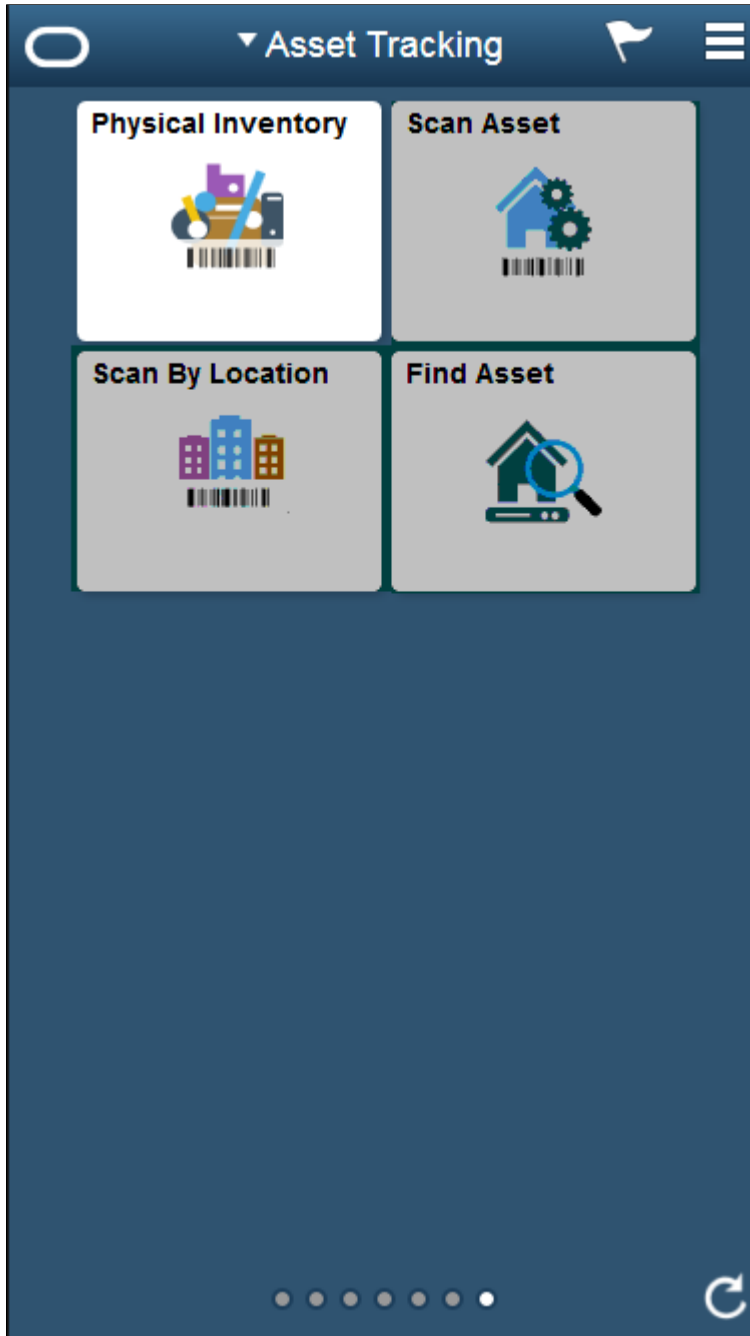 Asset Tracking
Physical Inventory
Scan Asset
Scan By Location
Find Asset